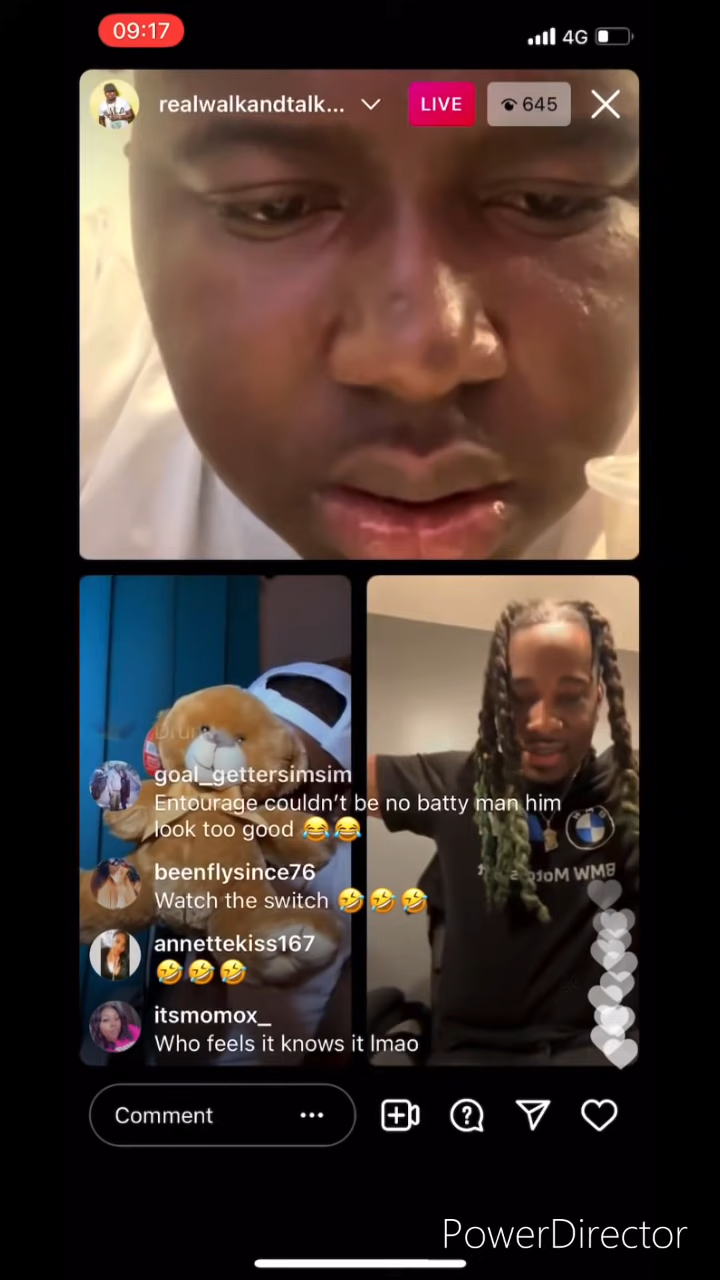 09:17
4G
realwalkandtalk...
LIVE
645
goal_gettersimsim
Entourage couldn't be no batty man him
look too good 😂😂
beenflysince76
Watch the switch 🤣🤣🤣
annettekiss167
🤣🤣🤣
itsmomox_
Who feels it knows it lmao
BMW
Comment
PowerDirector